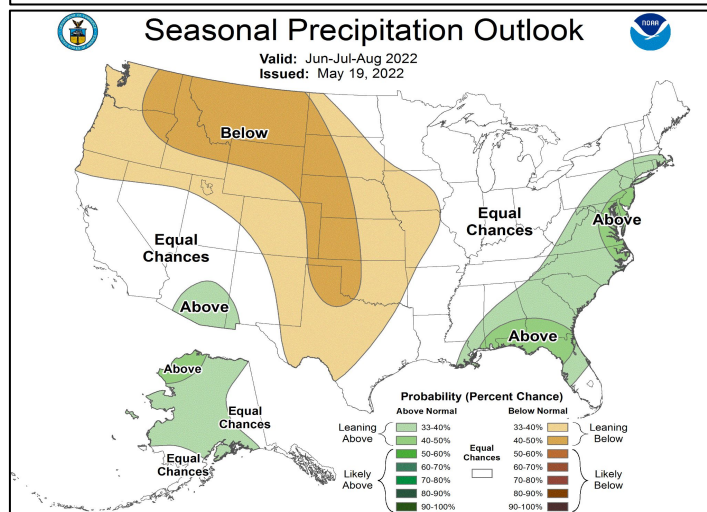 Seasonal Precipitation Outlook
NOAA
Valid: Jun-Jul-Aug 2022
Issued: May 19, 2022
Below
Equal
Chances
Equal
Chances
Above
Above
Above
Above
Equal
Chances
Equal
Chances
Probability (Percent Chance)
Above Normal
Below Normal
Leaning
Above
33-40%
40-50%
Likely
Above
50-60%
60-70%
70-80%
80-90%
90-100%
Equal
Chances
33-40%
40-50%
Leaning
Below
50-60%
60-70%
70-80%
80-90%
90-100%
Likely
Below